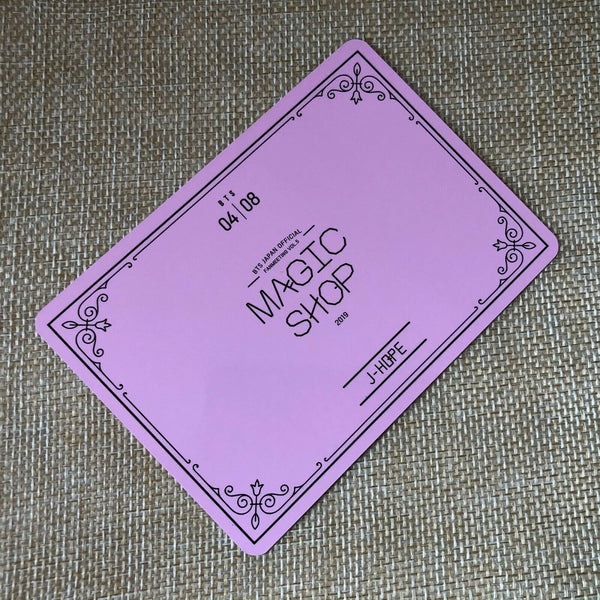 BTS
04|08
BTS JAPAN OFFICIAL
FANMEETING VOL.5
MAGIC
SHOP
2019
J-HOPE